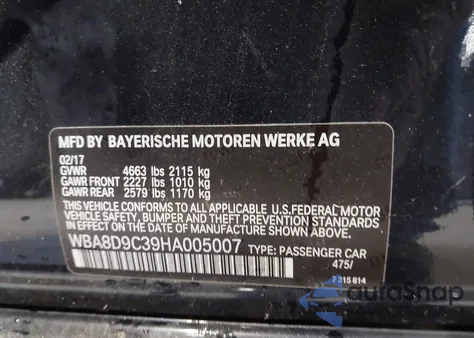 MFD BY BAYERISCHE MOTOREN WERKE AG
02/17
GVWR 4663 lbs 2115 kg
GAWR FRONT 2227 lbs 1010 kg
GAWR REAR 2579 lbs 1170 kg
THIS VEHICLE CONFORMS TO ALL APPLICABLE U.S.FEDERAL MOTOR
VEHICLE SAFETY, BUMPER, AND THEFT PREVENTION STANDARDS
IN EFFECT ON THE DATE OF MANUFACTURE SHOWN ABOVE.
WBA8D9C39HA005007 TYPE: PASSENGER CAR
475/
7315814
auraSnap